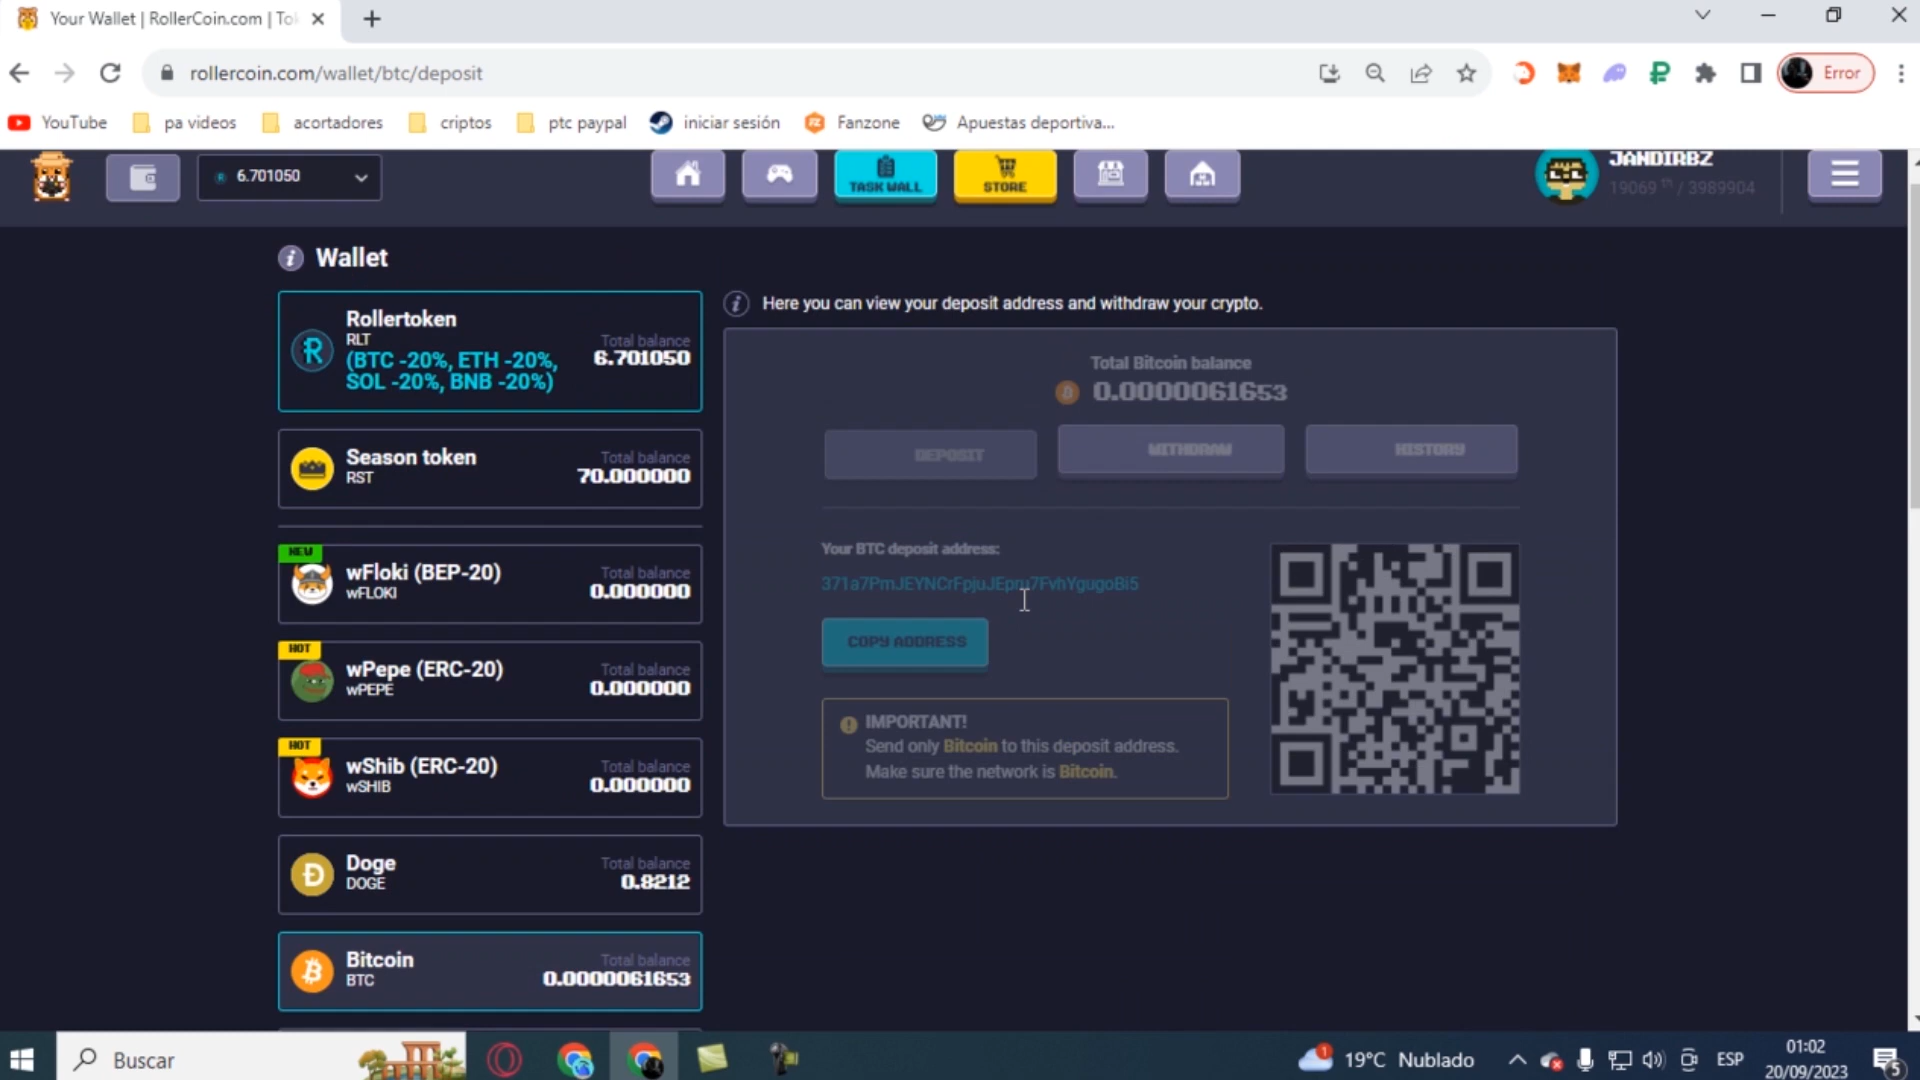 Your Wallet | RollerCoin.com | Tok
rollercoin.com/wallet/btc/deposit
Error
YouTube
pa videos
acortadores
criptos
ptc paypal
iniciar sesión
Fanzone
Apuestas deportiva...
6.701050
TASK WALL
STORE
JANDIRBZ
19069 th / 3989904
Wallet
Rollertoken
RLT
(BTC -20%, ETH -20%,
SOL -20%, BNB -20%)
Total balance
6.701050
Season token
RST
Total balance
70.000000
NEW
wFloki (BEP-20)
wFLOKI
Total balance
0.000000
HOT
wPepe (ERC-20)
wPEPE
Total balance
0.000000
HOT
wShib (ERC-20)
wSHIB
Total balance
0.000000
Doge
DOGE
Total balance
0.8212
Bitcoin
BTC
Total balance
0.0000061653
Here you can view your deposit address and withdraw your crypto.
Total Bitcoin balance
0.0000061653
DEPOSIT
WITHDRAW
HISTORY
Your BTC deposit address:
371a7PmJEYNCrFpjuJEpru7FvhYgugoBi5
COPY ADDRESS
IMPORTANT!
Send only Bitcoin to this deposit address.
Make sure the network is Bitcoin.
Buscar
1
19°C Nublado
ESP
01:02
20/09/2023
5